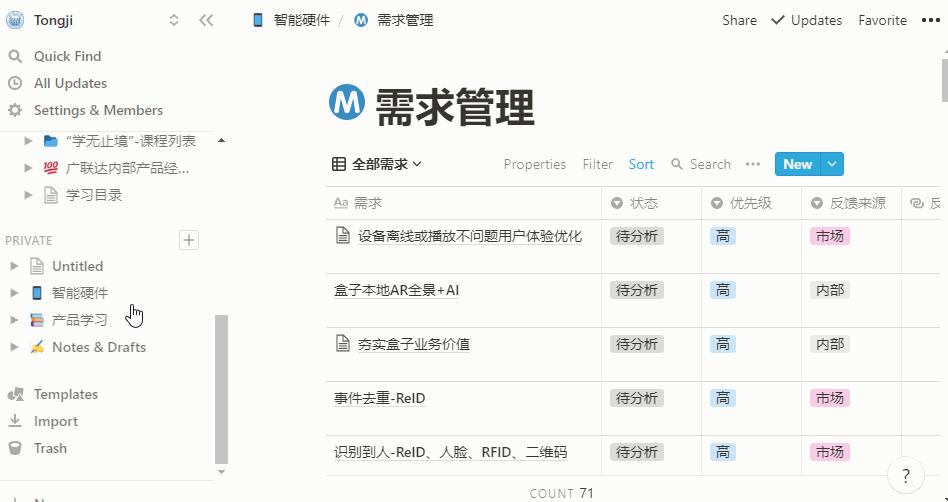 Tongji
智能硬件 / 需求管理
Share Updates Favorite
Quick Find
All Updates
Settings & Members
“学无止境”-课程列表
广联达内部产品经...
学习目录
PRIVATE
Untitled
智能硬件
产品学习
Notes & Drafts
Templates
Import
Trash
需求管理
全部需求 Properties Filter Sort Search New
Aa 需求 状态 优先级 反馈来源
设备离线或播放不问题用户体验优化 待分析 高 市场
盒子本地AR全景+AI 待分析 高 内部
夯实盒子业务价值 待分析 高 内部
事件去重-ReID 待分析 高 市场
识别到人-ReID、人脸、RFID、二维码 待分析 高 市场
COUNT 71
?